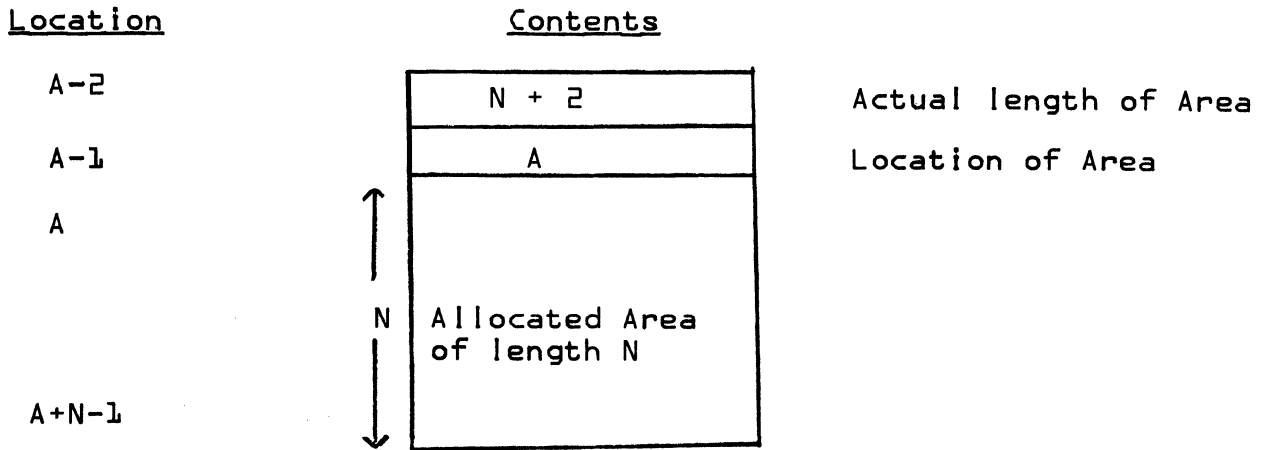 Location Contents
A-2 N + 2 Actual length of Area
A-1 A Location of Area
A
N Allocated Area
of length N
A+N-1